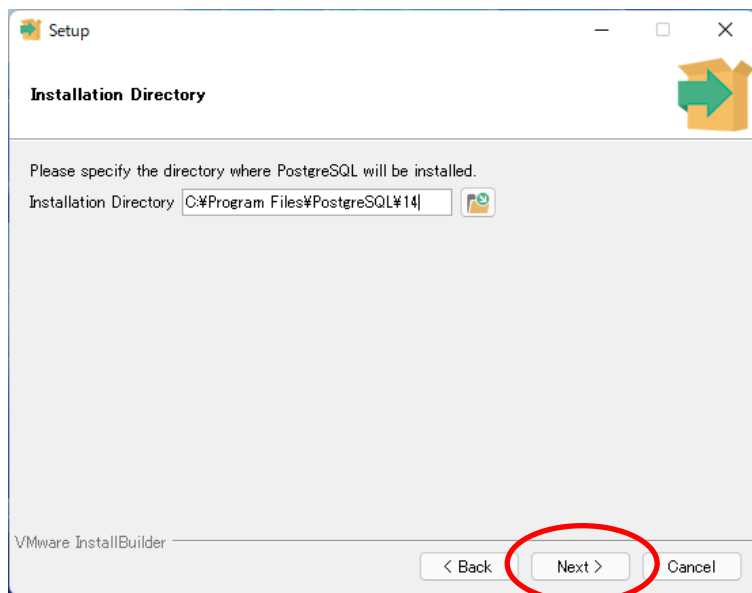 Setup
Installation Directory
Please specify the directory where PostgreSQL will be installed.
Installation Directory C:¥Program Files¥PostgreSQL¥14
VMware InstallBuilder
< Back Next > Cancel